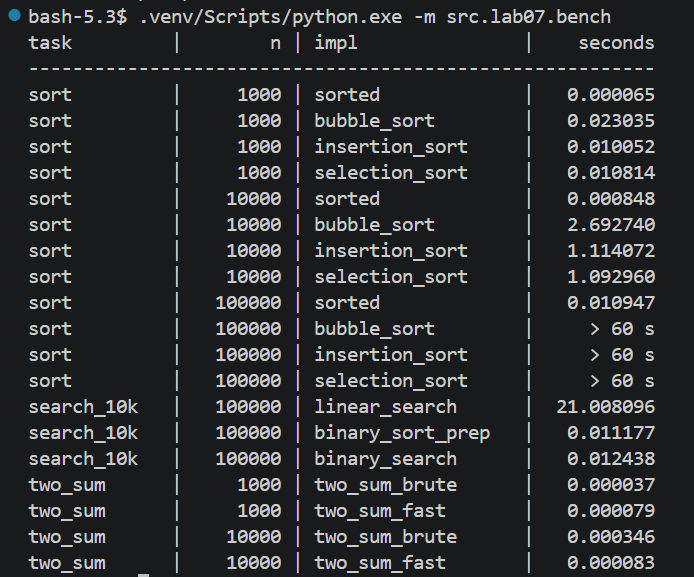 bash-5.3$ .venv/Scripts/python.exe -m src.lab07.bench
task | n | impl | seconds
------------------------------------------------------------
sort | 1000 | sorted | 0.000065
sort | 1000 | bubble_sort | 0.023035
sort | 1000 | insertion_sort | 0.010052
sort | 1000 | selection_sort | 0.010814
sort | 10000 | sorted | 0.000848
sort | 10000 | bubble_sort | 2.692740
sort | 10000 | insertion_sort | 1.114072
sort | 10000 | selection_sort | 1.092960
sort | 100000 | sorted | 0.010947
sort | 100000 | bubble_sort | > 60 s
sort | 100000 | insertion_sort | > 60 s
sort | 100000 | selection_sort | > 60 s
search_10k | 100000 | linear_search | 21.008096
search_10k | 100000 | binary_sort_prep | 0.011177
search_10k | 100000 | binary_search | 0.012438
two_sum | 1000 | two_sum_brute | 0.000037
two_sum | 1000 | two_sum_fast | 0.000079
two_sum | 10000 | two_sum_brute | 0.000346
two_sum | 10000 | two_sum_fast | 0.000083